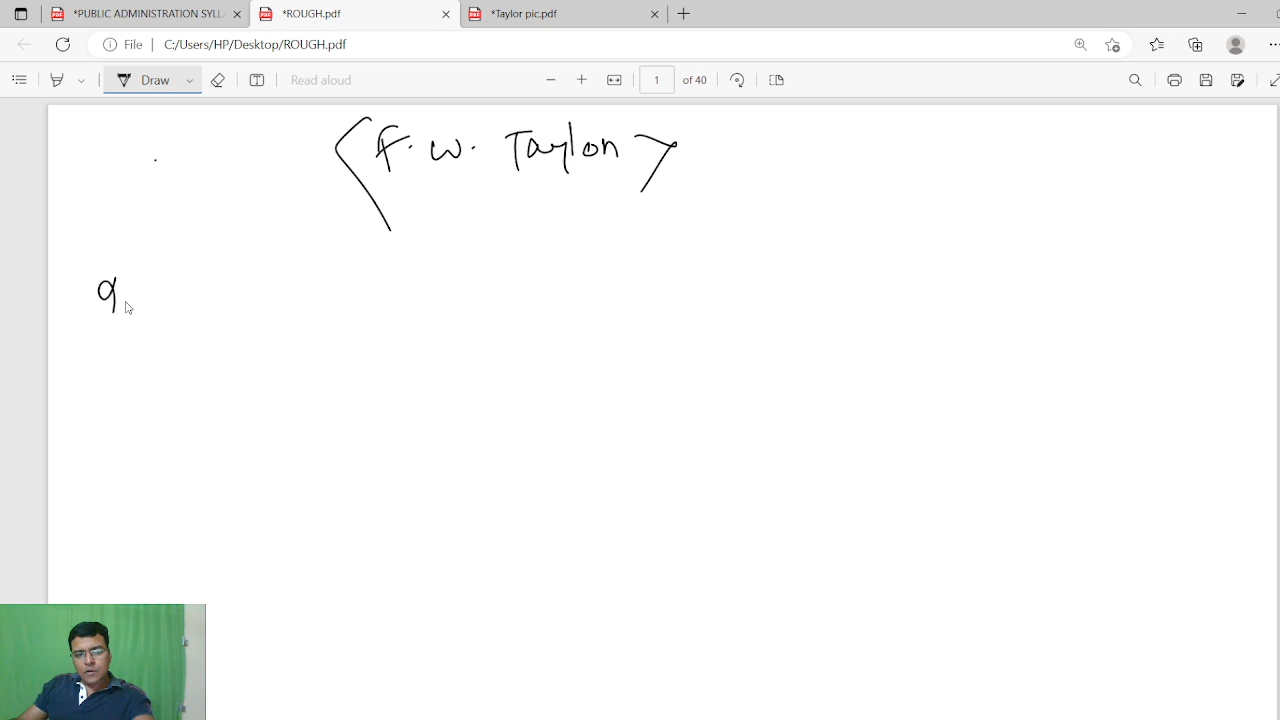 *PUBLIC ADMINISTRATION SYLL
*ROUGH.pdf
*Taylor pic.pdf
File | C:/Users/HP/Desktop/ROUGH.pdf
Draw
Read aloud
1 of 40
<F. W. Taylor>